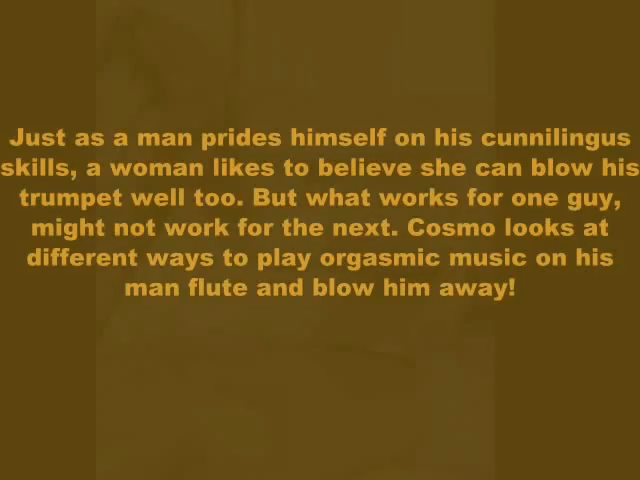 Just as a man prides himself on his cunnilingus
skills, a woman likes to believe she can blow his
trumpet well too. But what works for one guy,
might not work for the next. Cosmo looks at
different ways to play orgasmic music on his
man flute and blow him away!